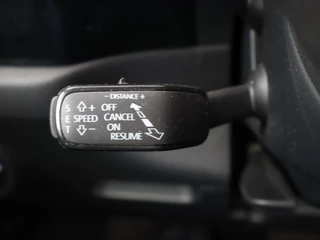 - DISTANCE +
S + OFF
E SPEED CANCEL
T - ON
RESUME